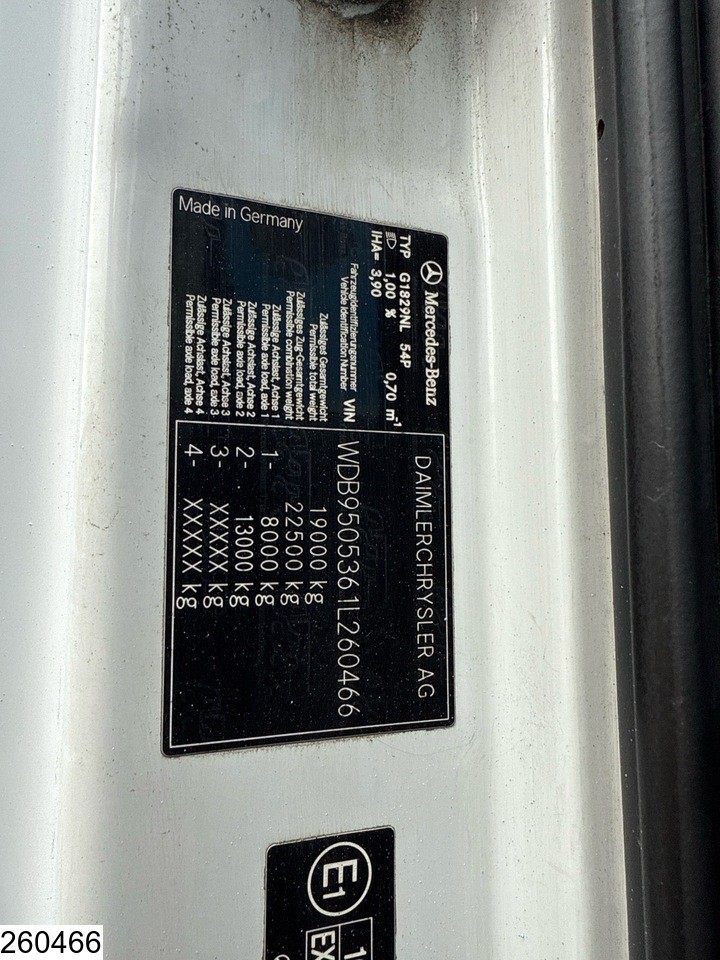 Mercedes-Benz
DAIMLERCHRYSLER AG
TYP G1829NL 54P
1,00 % 0,70 m-1
IHA= 3,90
Fahrzeugidentifizierungsnummer
Vehicle Identification Number VIN WDB9505361L260466
Zulässiges Gesamtgewicht
Permissible total weight 19000 kg
Zulässiges Zug-Gesamtgewicht
Permissible combination weight 22500 kg
Zulässige Achslast, Achse 1
Permissible axle load, axle 1 1- 8000 kg
Zulässige Achslast, Achse 2
Permissible axle load, axle 2 2- 13000 kg
Zulässige Achslast, Achse 3
Permissible axle load, axle 3 3- XXXXX kg
Zulässige Achslast, Achse 4
Permissible axle load, axle 4 4- XXXXX kg
Made in Germany
E1
1
EX
260466